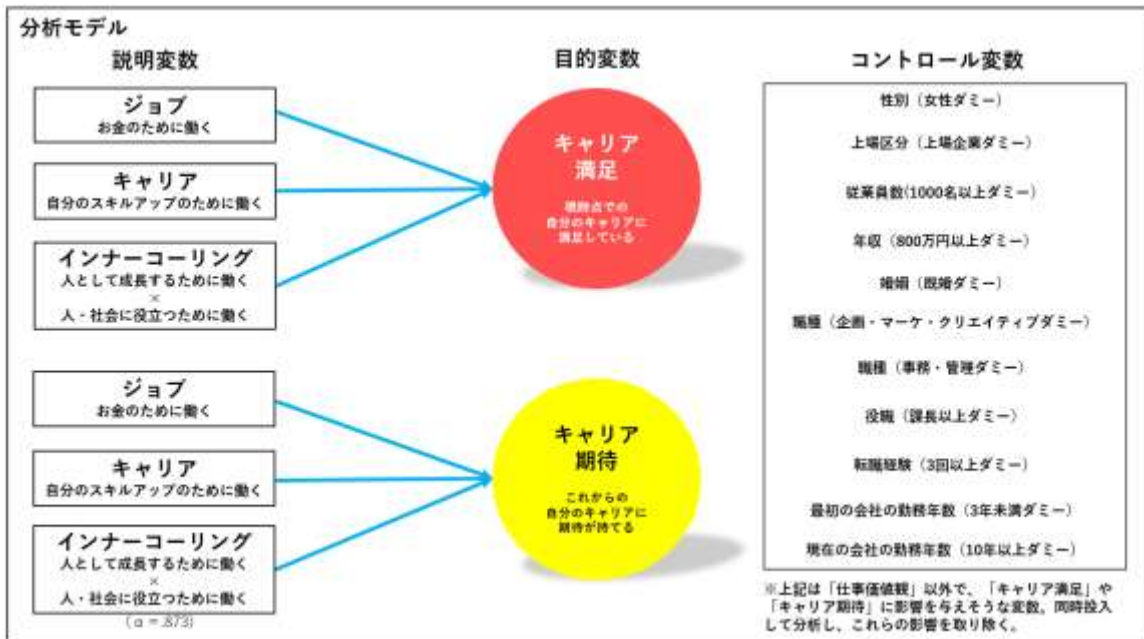 分析モデル
説明変数
ジョブ
お金のために働く
キャリア
自分のスキルアップのために働く
インナーコーリング
人として成長するために働く
×
人・社会に役立つために働く
ジョブ
お金のために働く
キャリア
自分のスキルアップのために働く
インナーコーリング
人として成長するために働く
×
人・社会に役立つために働く
(α=.873)
目的変数
キャリア
満足
現時点での
自分のキャリアに
満足している
キャリア
期待
これからの
自分のキャリアに
期待が持てる
コントロール変数
性別（女性ダミー）
上場区分（上場企業ダミー）
従業員数(1000名以上ダミー）
年収（800万円以上ダミー）
婚姻（既婚ダミー）
職種（企画・マーケ・クリエイティブダミー）
職種（事務・管理ダミー）
役職（課長以上ダミー）
転職経験（3回以上ダミー）
最初の会社の勤務年数（3年未満ダミー）
現在の会社の勤務年数（10年以上ダミー）
※上記は「仕事価値観」以外で、「キャリア満足」や
「キャリア期待」に影響を与えそうな変数。同時投入
して分析し、これらの影響を取り除く。